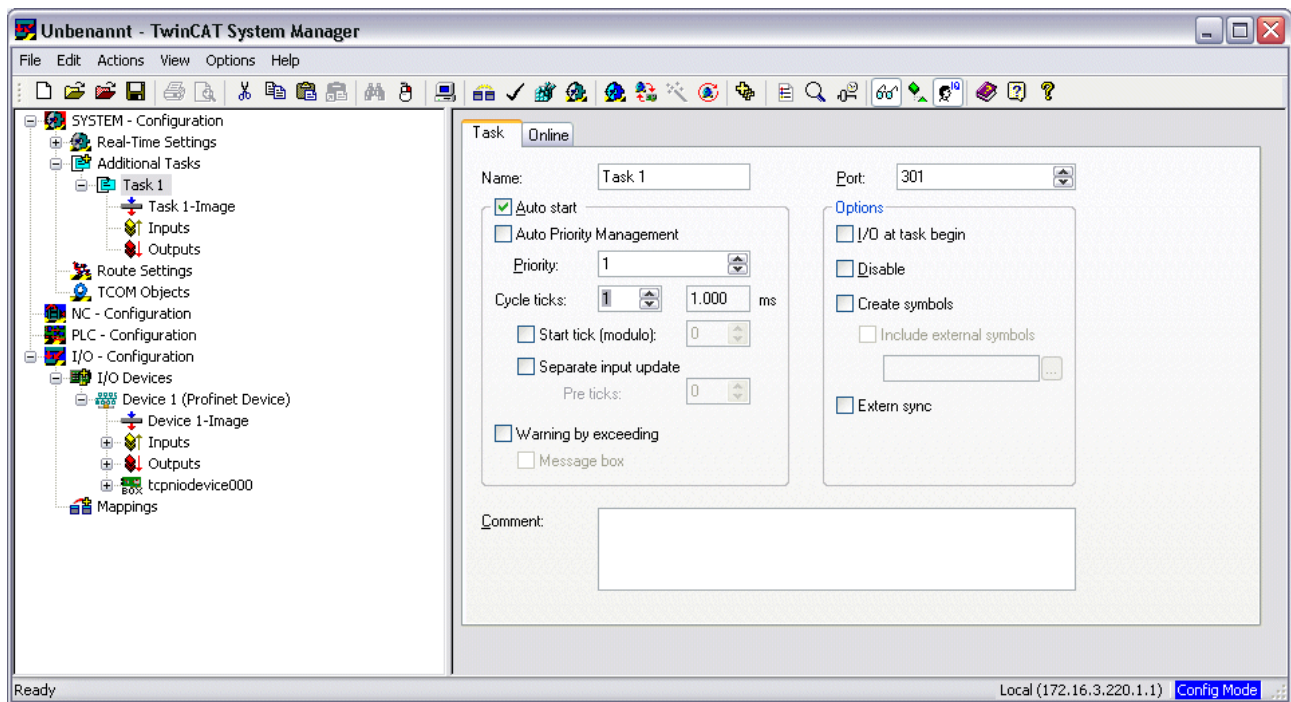 Unbenannt - TwinCAT System Manager
File Edit Actions View Options Help
SYSTEM - Configuration
Real-Time Settings
Additional Tasks
Task 1
Task 1-Image
Inputs
Outputs
Route Settings
TCOM Objects
NC - Configuration
PLC - Configuration
I/O - Configuration
I/O Devices
Device 1 (Profinet Device)
Device 1-Image
Inputs
Outputs
tcpniodevice000
Mappings
Task Online
Name: Task 1
Port: 301
Auto start
Auto Priority Management
Priority: 1
Cycle ticks: 1 1.000 ms
Start tick (modulo): 0
Separate input update
Pre ticks: 0
Warning by exceeding
Message box
Options
I/O at task begin
Disable
Create symbols
Include external symbols
...
Extern sync
Comment:
Ready
Local (172.16.3.220.1.1) Config Mode